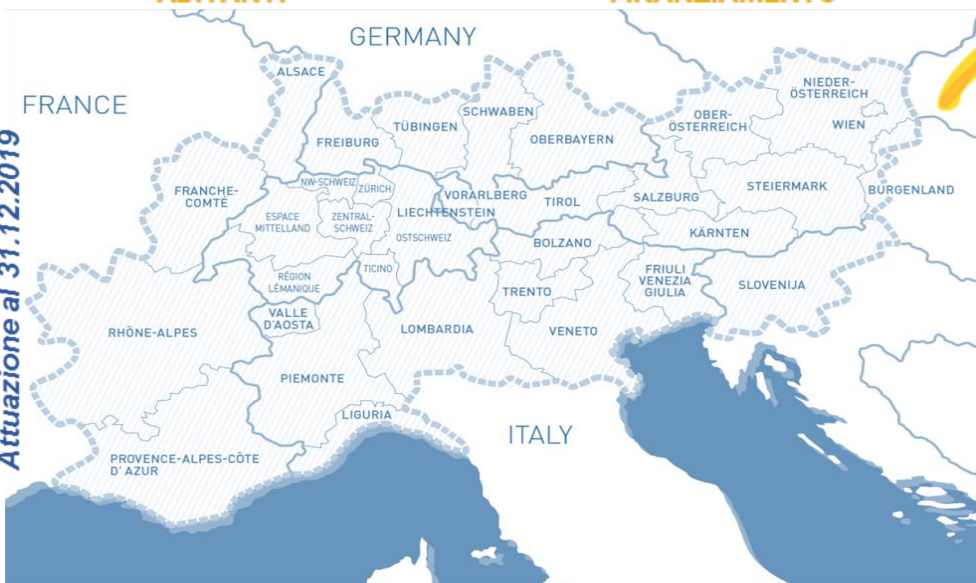 GERMANY
ALSACE
FRANCE
FREIBURG
TÜBINGEN
SCHWABEN
OBERBAYERN
OBER-
ÖSTERREICH
NIEDER-
ÖSTERREICH
WIEN
FRANCHE-
COMTÉ
NW-SCHWEIZ
ZÜRICH
VORARLBERG
TIROL
SALZBURG
STEIERMARK
BURGENLAND
ESPACE
MITTELLAND
ZENTRAL-
SCHWEIZ
LIECHTENSTEIN
OSTSCHWEIZ
BOLZANO
KÄRNTEN
RÉGION
LÉMANIQUE
TICINO
TRENTO
FRIULI
VENEZIA
GIULIA
SLOVENIJA
VALLE
D'AOSTA
RHÔNE-ALPES
LOMBARDIA
VENETO
PIEMONTE
LIGURIA
ITALY
PROVENCE-ALPES-CÔTE
D' AZUR
Attuazione al 31.12.2019